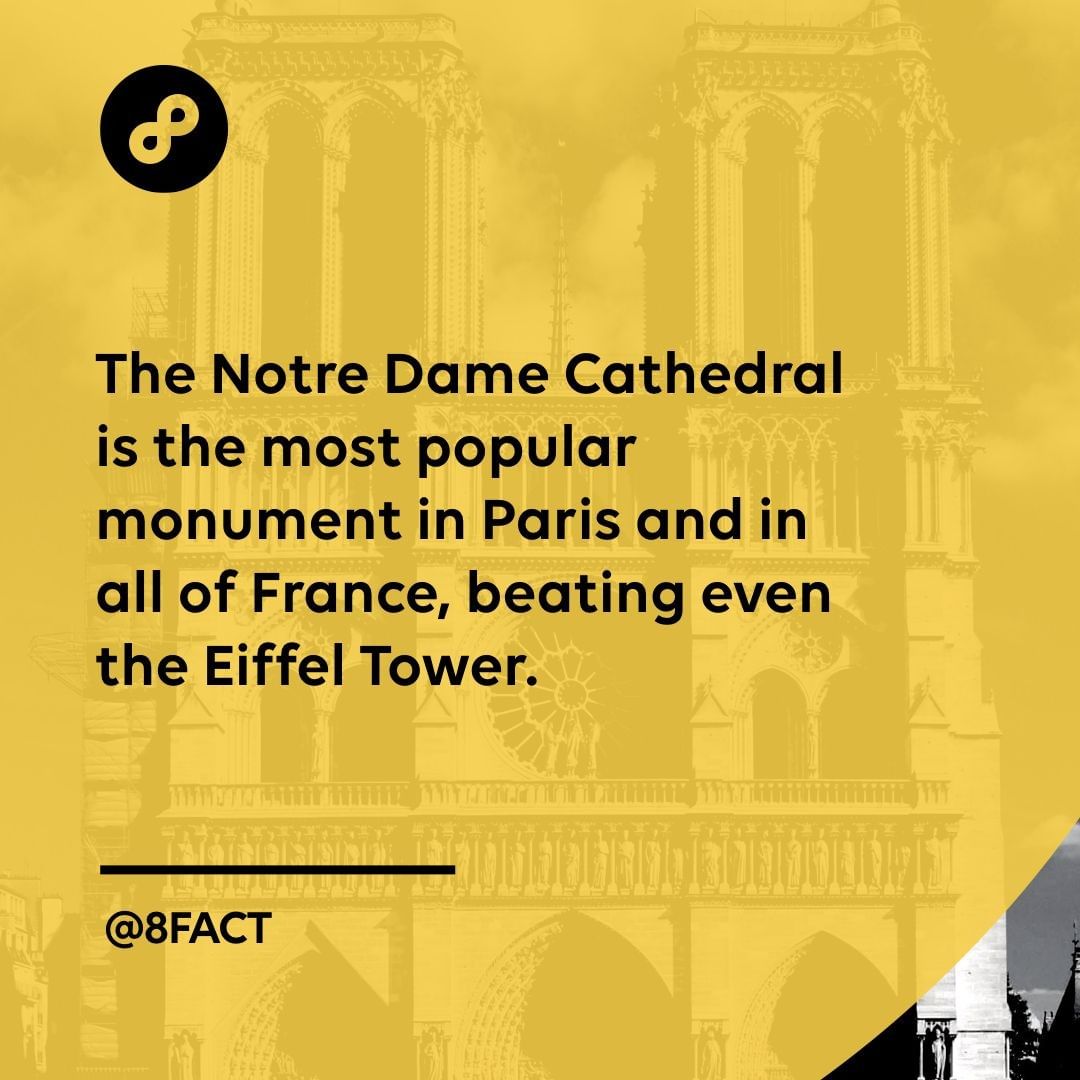 The Notre Dame Cathedral
is the most popular
monument in Paris and in
all of France, beating even
the Eiffel Tower.
@8FACT